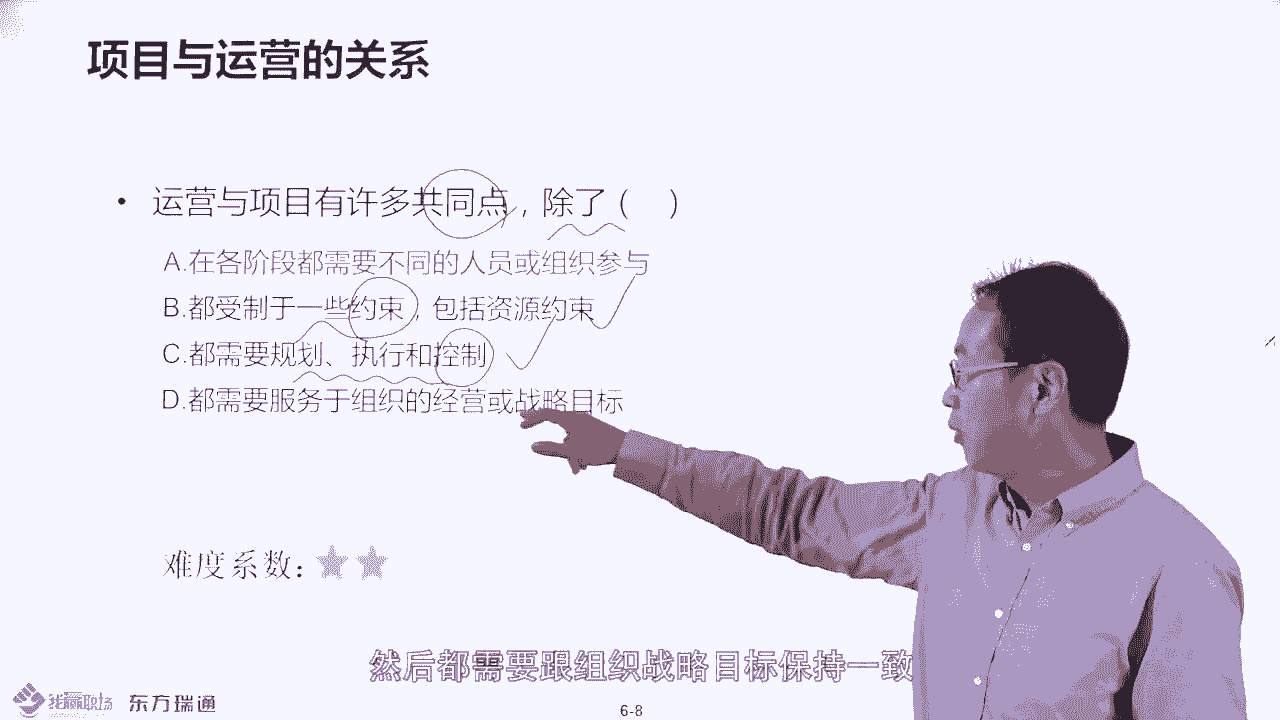 项目与运营的关系
• 运营与项目有许多共同点，除了（ ）
A.在各阶段都需要不同的人员或组织参与
B.都受制于一些约束，包括资源约束
C.都需要规划、执行和控制
D.都需要服务于组织的经营或战略目标
难度系数：★★
然后都需要跟组织战略目标保持一致
我赢职场 东方瑞通
6-8